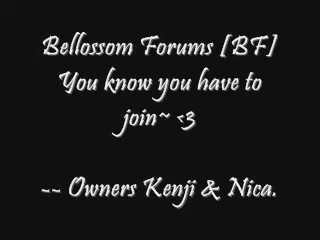 Bellossom Forums [BF]
You know you have to
join~ <3
-- Owners Kenji & Nica.